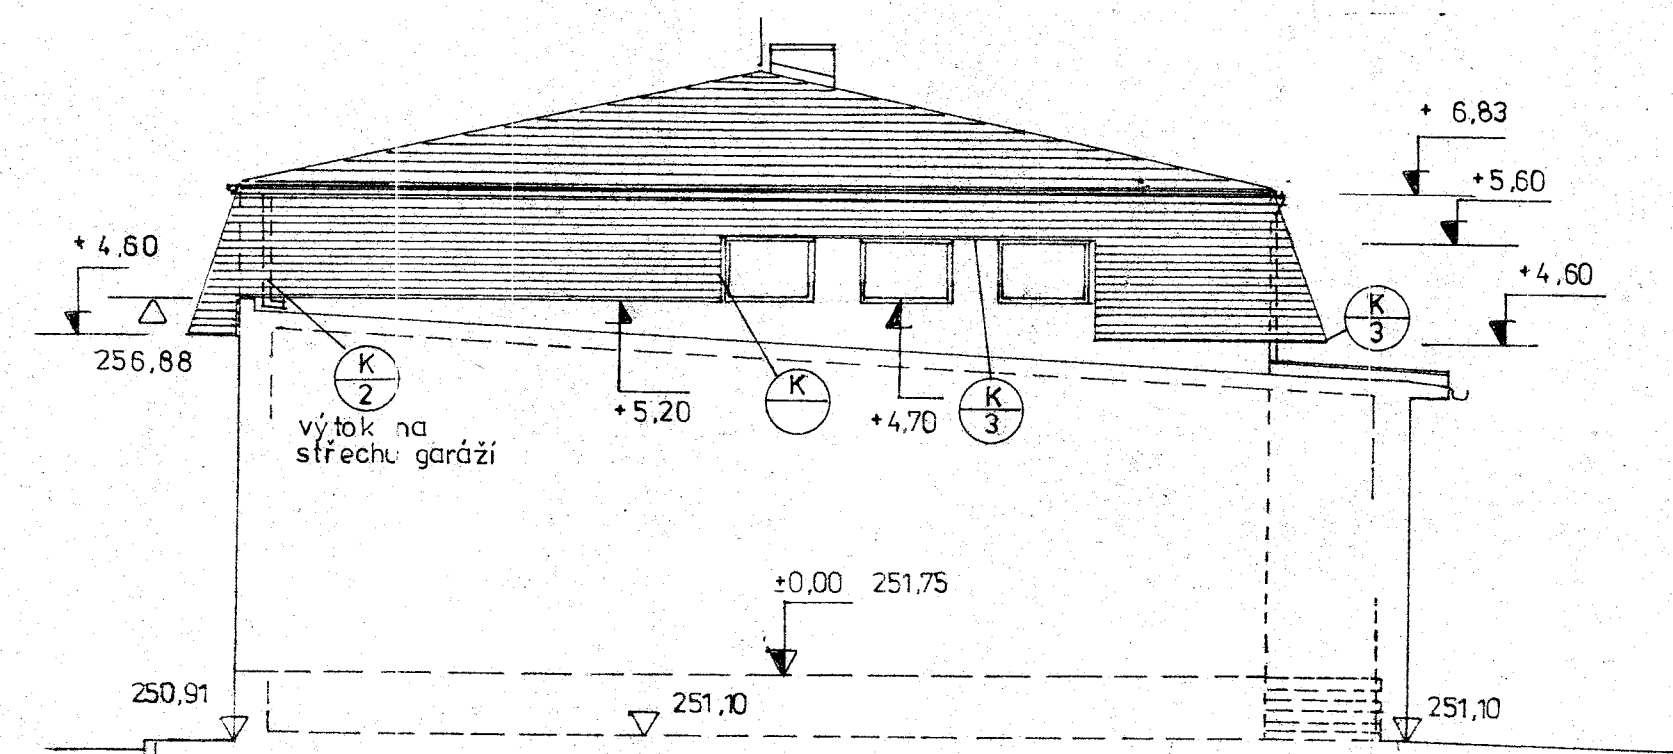 + 6,83
+5,60
+ 4,60
+4,60
256,88
K
3
K
2
K
K
3
+5,20
+4,70
výtok na
střechu garáží
±0,00 251,75
250,91
251,10
251,10